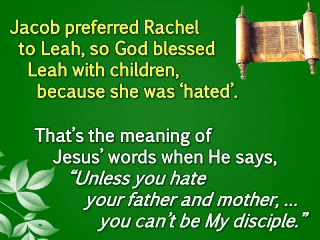 Jacob preferred Rachel
to Leah, so God blessed
Leah with children,
because she was ‘hated’.
That’s the meaning of
Jesus’ words when He says,
“Unless you hate
your father and mother, ...
you can’t be My disciple.”